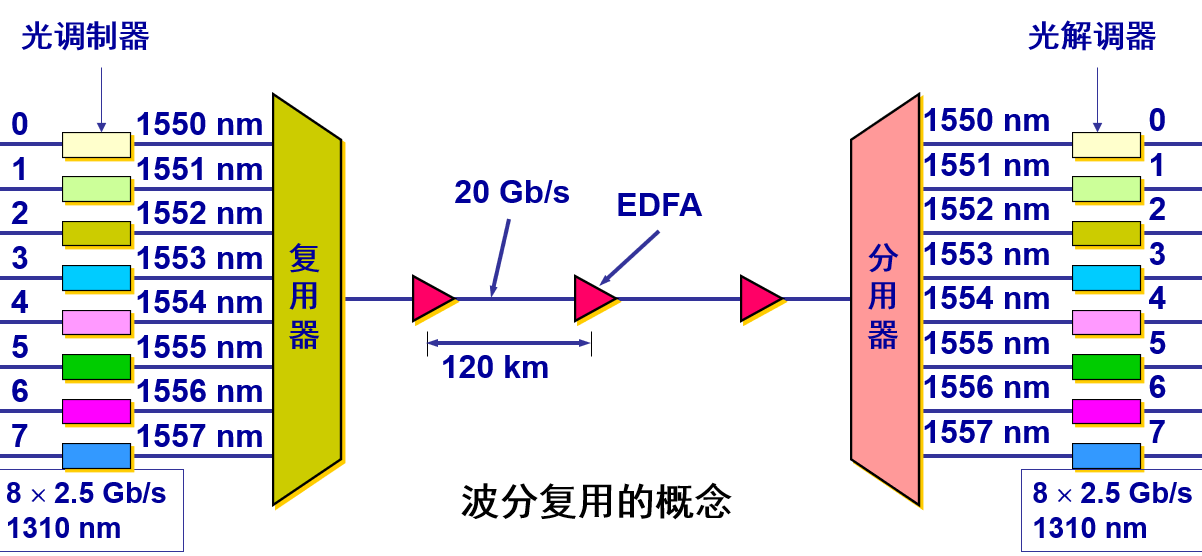 光调制器
光解调器
0 1550 nm
1 1551 nm
2 1552 nm
3 1553 nm
4 1554 nm
5 1555 nm
6 1556 nm
7 1557 nm
8 × 2.5 Gb/s
1310 nm
复用器
20 Gb/s
EDFA
120 km
分用器
1550 nm 0
1551 nm 1
1552 nm 2
1553 nm 3
1554 nm 4
1555 nm 5
1556 nm 6
1557 nm 7
8 × 2.5 Gb/s
1310 nm
波分复用的概念